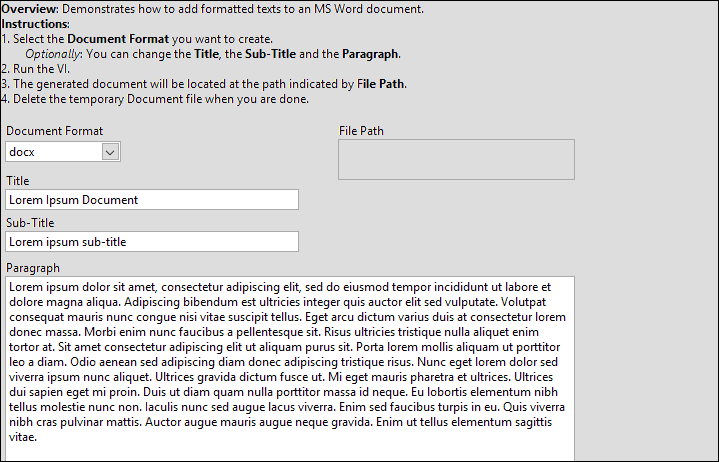 Overview: Demonstrates how to add formatted texts to an MS Word document.
Instructions:
1. Select the Document Format you want to create.
Optionally: You can change the Title, the Sub-Title and the Paragraph.
2. Run the VI.
3. The generated document will be located at the path indicated by File Path.
4. Delete the temporary Document file when you are done.
Document Format
File Path
docx
Title
Lorem Ipsum Document
Sub-Title
Lorem ipsum sub-title
Paragraph
Lorem ipsum dolor sit amet, consectetur adipiscing elit, sed do eiusmod tempor incididunt ut labore et
dolore magna aliqua. Adipiscing bibendum est ultricies integer quis auctor elit sed vulputate. Volutpat
consequat mauris nunc congue nisi vitae suscipit tellus. Eget arcu dictum varius duis at consectetur lorem
donec massa. Morbi enim nunc faucibus a pellentesque sit. Risus ultricies tristique nulla aliquet enim
tortor at. Sit amet consectetur adipiscing elit ut aliquam purus sit. Porta lorem mollis aliquam ut porttitor
leo a diam. Odio aenean sed adipiscing diam donec adipiscing tristique risus. Nunc eget lorem dolor sed
viverra ipsum nunc aliquet. Ultrices gravida dictum fusce ut. Mi eget mauris pharetra et ultrices. Ultrices
dui sapien eget mi proin. Duis ut diam quam nulla porttitor massa id neque. Eu lobortis elementum nibh
tellus molestie nunc non. Iaculis nunc sed augue lacus viverra. Enim sed faucibus turpis in eu. Quis viverra
nibh cras pulvinar mattis. Auctor augue mauris augue neque gravida. Enim ut tellus elementum sagittis
vitae.